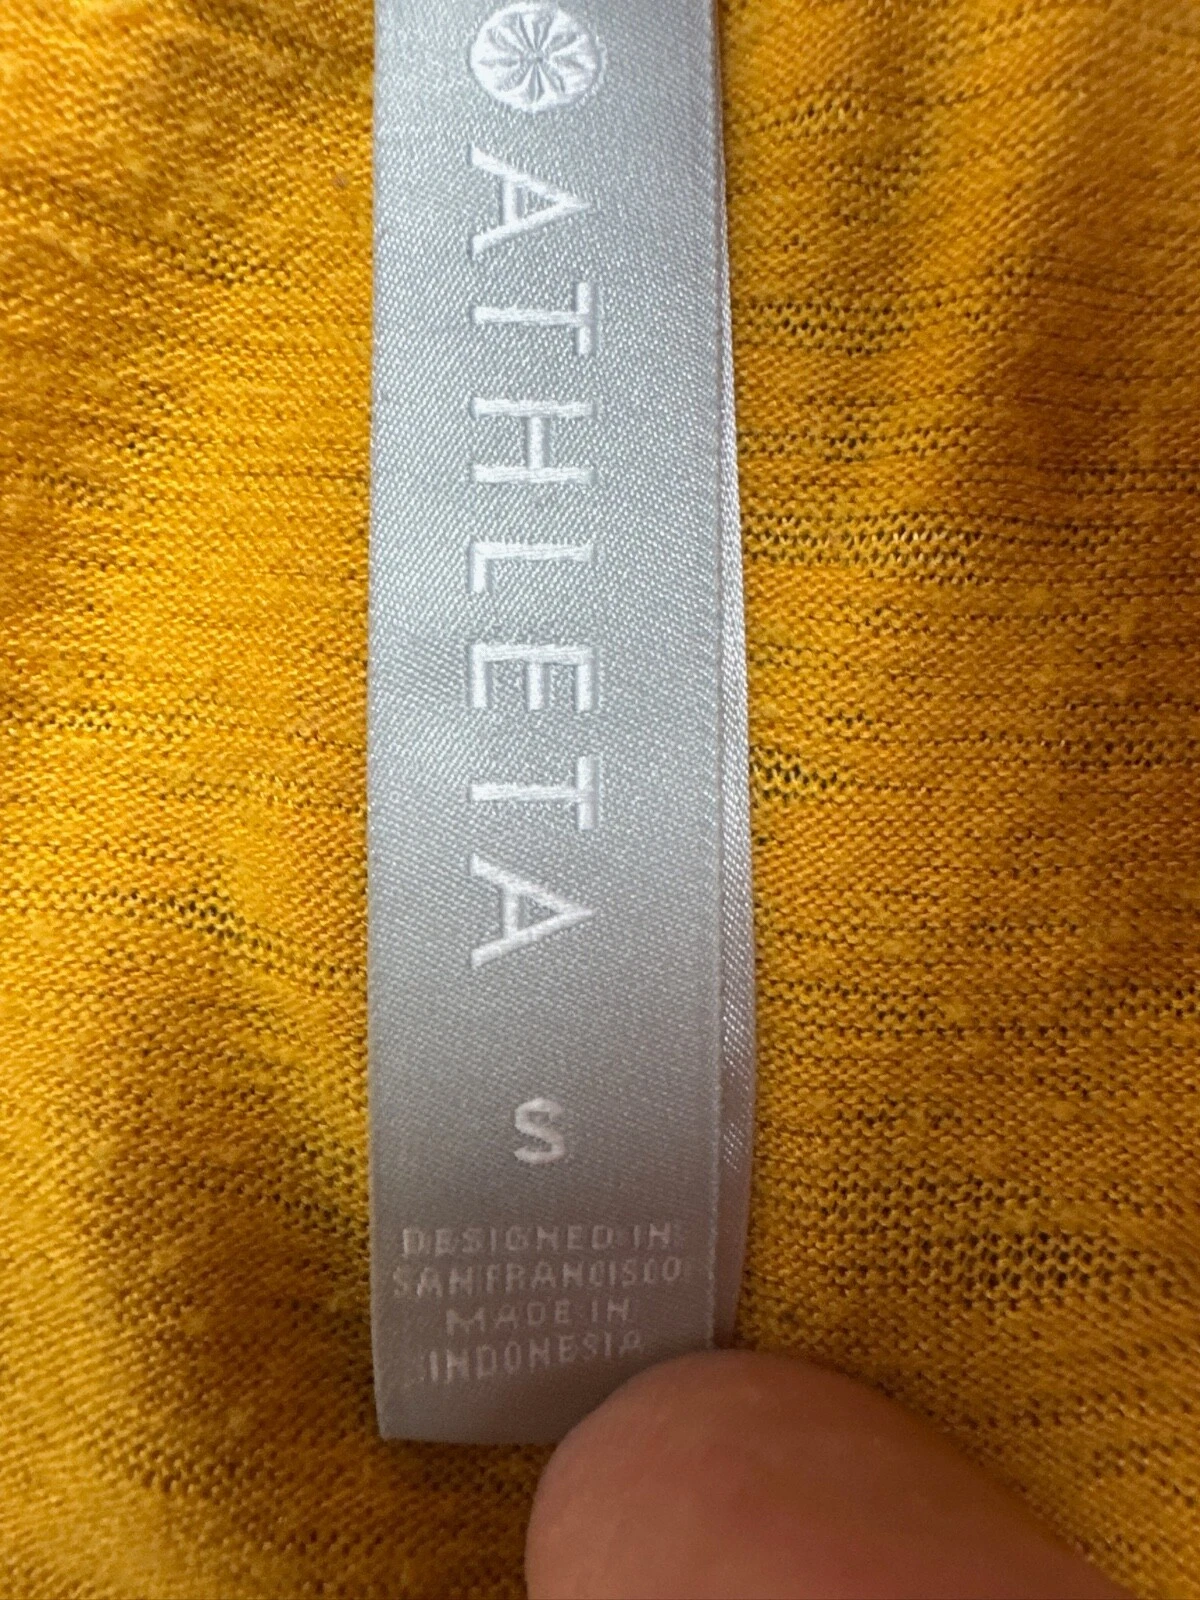 ATHLETA
S
DESIGNED IN
SAN FRANCISCO
MADE IN
INDONESIA